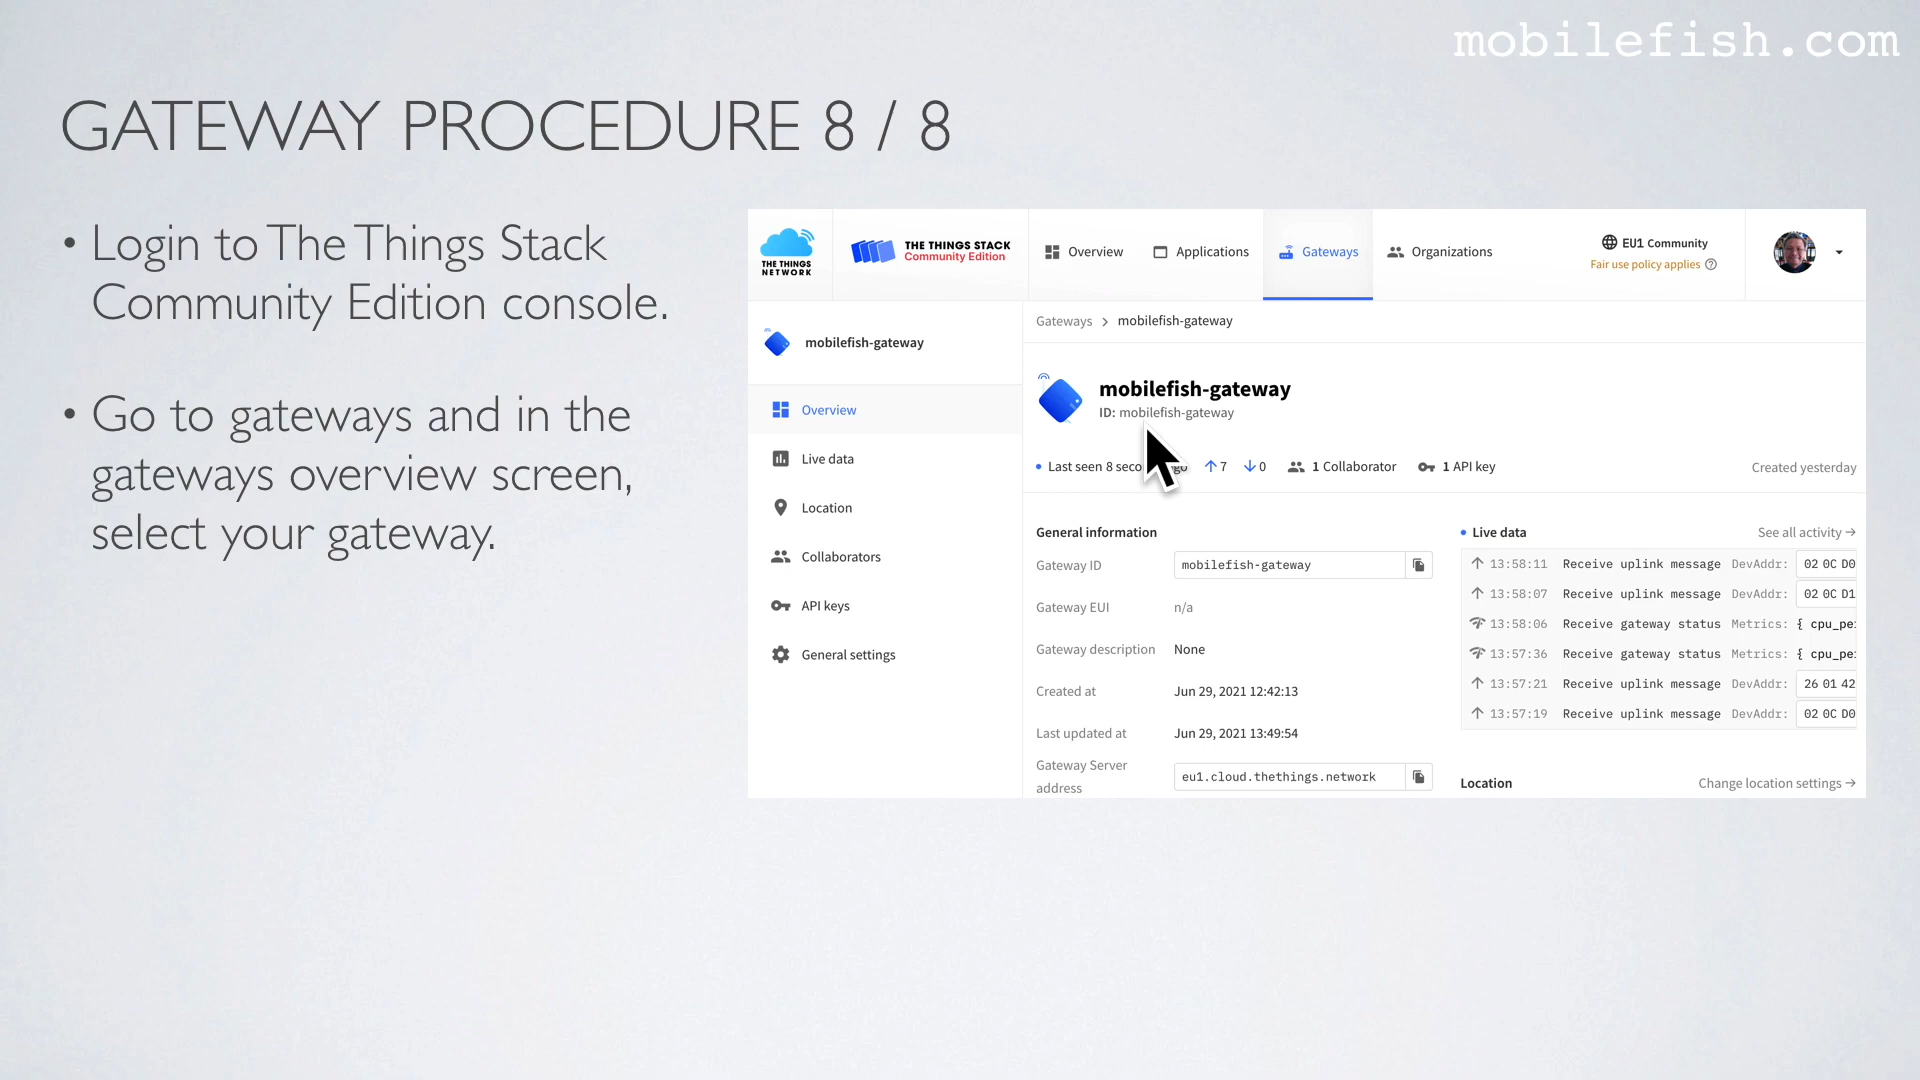 mobilefish.com
GATEWAY PROCEDURE 8 / 8
• Login to The Things Stack
Community Edition console.
• Go to gateways and in the
gateways overview screen,
select your gateway.
THE THINGS
NETWORK
THE THINGS STACK
Community Edition
Overview
Applications
Gateways
Organizations
EU1 Community
Fair use policy applies
mobilefish-gateway
Overview
Live data
Location
Collaborators
API keys
General settings
Gateways > mobilefish-gateway
mobilefish-gateway
ID: mobilefish-gateway
Last seen 8 seco go ↑7 ↓0 1 Collaborator 1 API key Created yesterday
General information
Gateway ID mobilefish-gateway
Gateway EUI n/a
Gateway description None
Created at Jun 29, 2021 12:42:13
Last updated at Jun 29, 2021 13:49:54
Gateway Server
address
eu1.cloud.thethings.network
Live data See all activity →
↑ 13:58:11 Receive uplink message DevAddr: 02 0C D0
↑ 13:58:07 Receive uplink message DevAddr: 02 0C D1
13:58:06 Receive gateway status Metrics: { cpu_pe
13:57:36 Receive gateway status Metrics: { cpu_pe
↑ 13:57:21 Receive uplink message DevAddr: 26 01 42
↑ 13:57:19 Receive uplink message DevAddr: 02 0C D0
Location Change location settings →